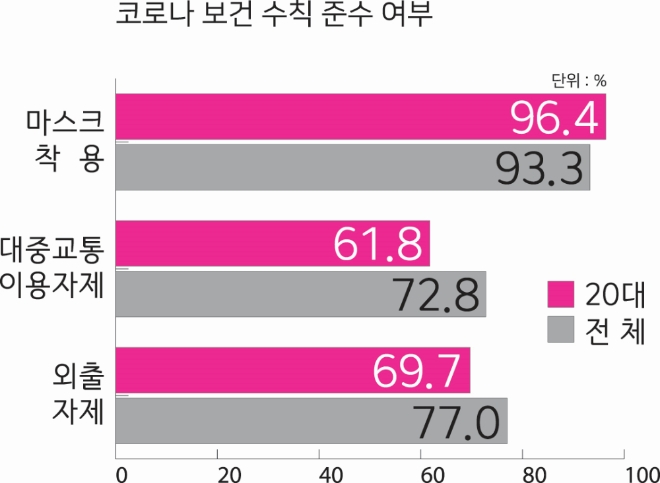 코로나 보건 수칙 준수 여부
단위 : %
마스크
착 용
96.4
93.3
대중교통
이용자제
61.8
72.8
20대
전 체
외출
자제
69.7
77.0
0 20 40 60 80 100